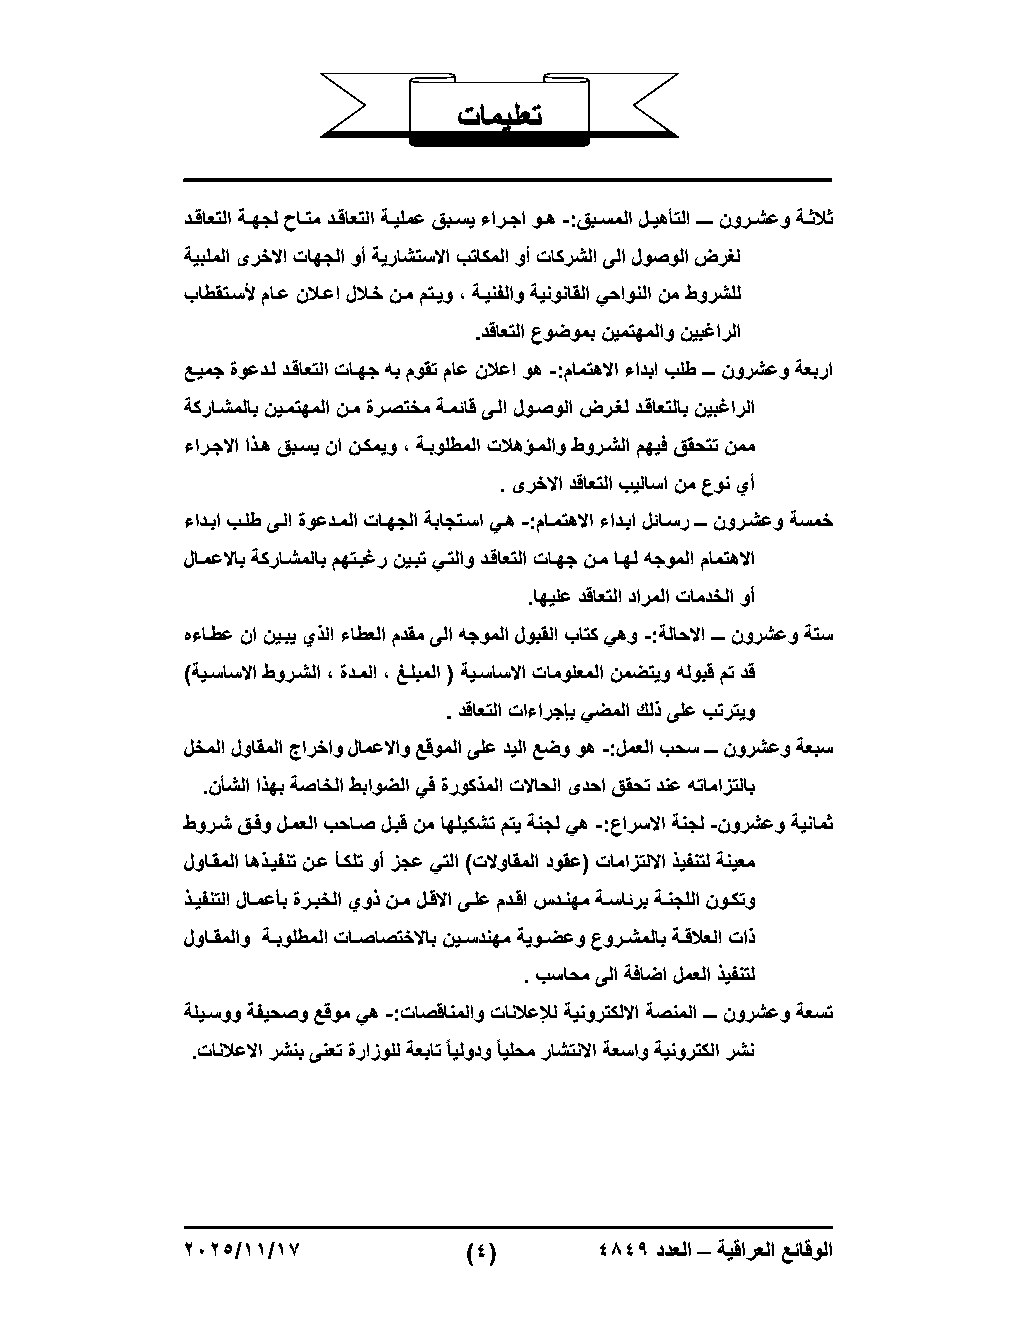 تعليمات
ثلاثة وعشرون ـــ التأهيل المسبق:- هو اجراء يسبق عملية التعاقد متاح لجهة التعاقد
لغرض الوصول الى الشركات أو المكاتب الاستشارية أو الجهات الاخرى الملبية
للشروط من النواحي القانونية والفنية ، ويتم من خلال اعلان عام لأستقطاب
الراغبين والمهتمين بموضوع التعاقد.
اربعة وعشرون ـــ طلب ابداء الاهتمام:- هو اعلان عام تقوم به جهات التعاقد لدعوة جميع
الراغبين بالتعاقد لغرض الوصول الى قائمة مختصرة من المهتمين بالمشاركة
ممن تتحقق فيهم الشروط والمؤهلات المطلوبة ، ويمكن ان يسبق هذا الاجراء
أي نوع من اساليب التعاقد الاخرى .
خمسة وعشرون ـــ رسائل ابداء الاهتمام:- هي استجابة الجهات المدعوة الى طلب ابداء
الاهتمام الموجه لها من جهات التعاقد والتي تبين رغبتهم بالمشاركة بالاعمال
أو الخدمات المراد التعاقد عليها.
ستة وعشرون ـــ الاحالة:- وهي كتاب القبول الموجه الى مقدم العطاء الذي يبين ان عطاءه
قد تم قبوله ويتضمن المعلومات الاساسية ( المبلغ ، المدة ، الشروط الاساسية)
ويترتب على ذلك المضي بإجراءات التعاقد .
سبعة وعشرون ـــ سحب العمل:- هو وضع اليد على الموقع والاعمال واخراج المقاول المخل
بالتزاماته عند تحقق احدى الحالات المذكورة في الضوابط الخاصة بهذا الشأن.
ثمانية وعشرون- لجنة الاسراع:- هي لجنة يتم تشكيلها من قبل صاحب العمل وفق شروط
معينة لتنفيذ الالتزامات (عقود المقاولات) التي عجز أو تلكأ عن تنفيذها المقاول
وتكون اللجنة برئاسة مهندس اقدم على الاقل من ذوي الخبرة بأعمال التنفيذ
ذات العلاقة بالمشروع وعضوية مهندسين بالاختصاصات المطلوبة والمقاول
لتنفيذ العمل اضافة الى محاسب .
تسعة وعشرون ـــ المنصة الالكترونية للإعلانات والمناقصات:- هي موقع وصحيفة ووسيلة
نشر الكترونية واسعة الانتشار محلياً ودولياً تابعة للوزارة تعنى بنشر الاعلانات.
الوقائع العراقية – العدد ٤٨٤٩ (٤) ٢٠٢٥/١١/١٧